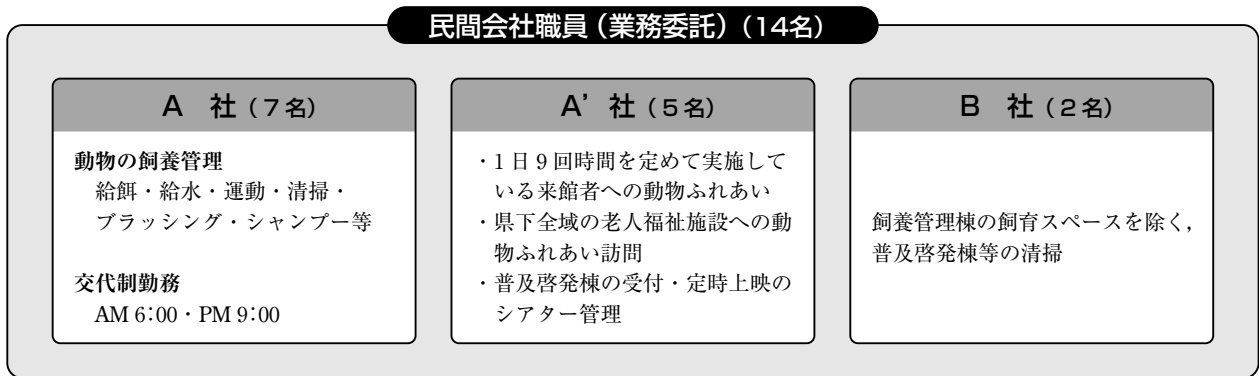 民間会社職員（業務委託）（14名）
A　社（7名）
動物の飼養管理
給餌・給水・運動・清掃・
ブラッシング・シャンプー等
交代制勤務
AM 6：00・PM 9：00
A’社（5名）
・1日9回時間を定めて実施して
いる来館者への動物ふれあい
・県下全域の老人福祉施設への動
物ふれあい訪問
・普及啓発棟の受付・定時上映の
シアター管理
B　社（2名）
飼養管理棟の飼育スペースを除く，
普及啓発棟等の清掃